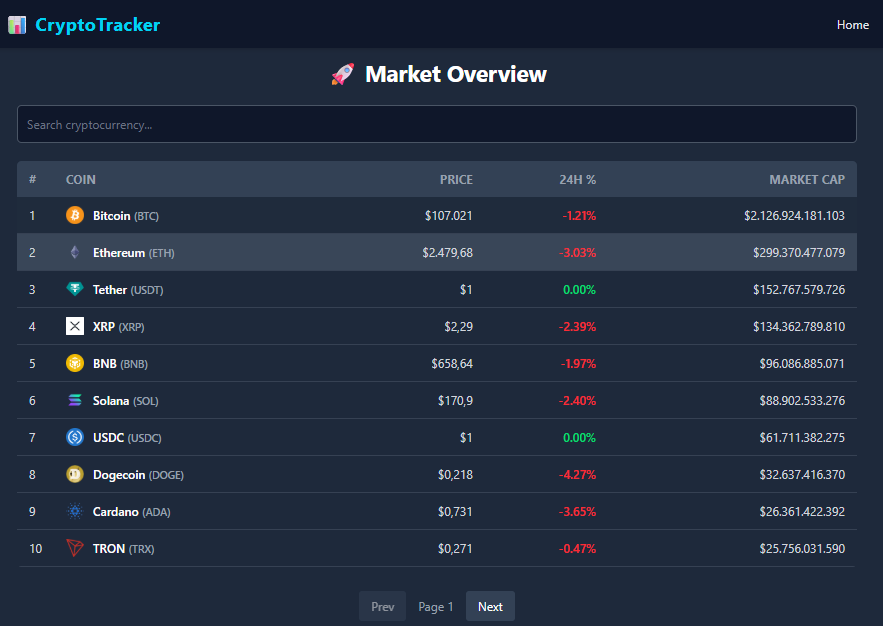 CryptoTracker Home
Market Overview
Search cryptocurrency...
# COIN PRICE 24H % MARKET CAP
1 Bitcoin (BTC) $107.021 -1.21% $2.126.924.181.103
2 Ethereum (ETH) $2.479,68 -3.03% $299.370.477.079
3 Tether (USDT) $1 0.00% $152.767.579.726
4 XRP (XRP) $2,29 -2.39% $134.362.789.810
5 BNB (BNB) $658,64 -1.97% $96.086.885.071
6 Solana (SOL) $170,9 -2.40% $88.902.533.276
7 USDC (USDC) $1 0.00% $61.711.382.275
8 Dogecoin (DOGE) $0,218 -4.27% $32.637.416.370
9 Cardano (ADA) $0,731 -3.65% $26.361.422.392
10 TRON (TRX) $0,271 -0.47% $25.756.031.590
Prev Page 1 Next